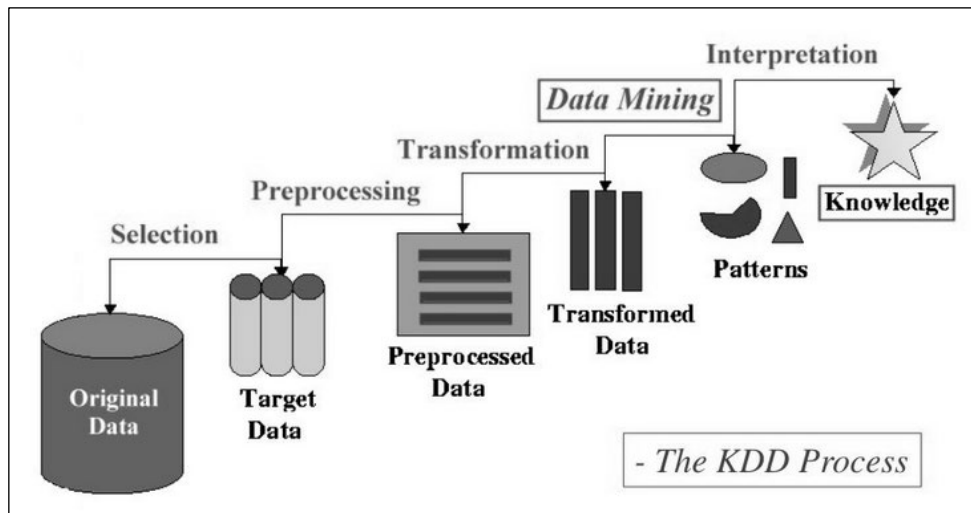 Interpretation
Data Mining
Transformation
Preprocessing
Selection
Knowledge
Patterns
Transformed
Data
Preprocessed
Data
Target
Data
Original
Data
- The KDD Process